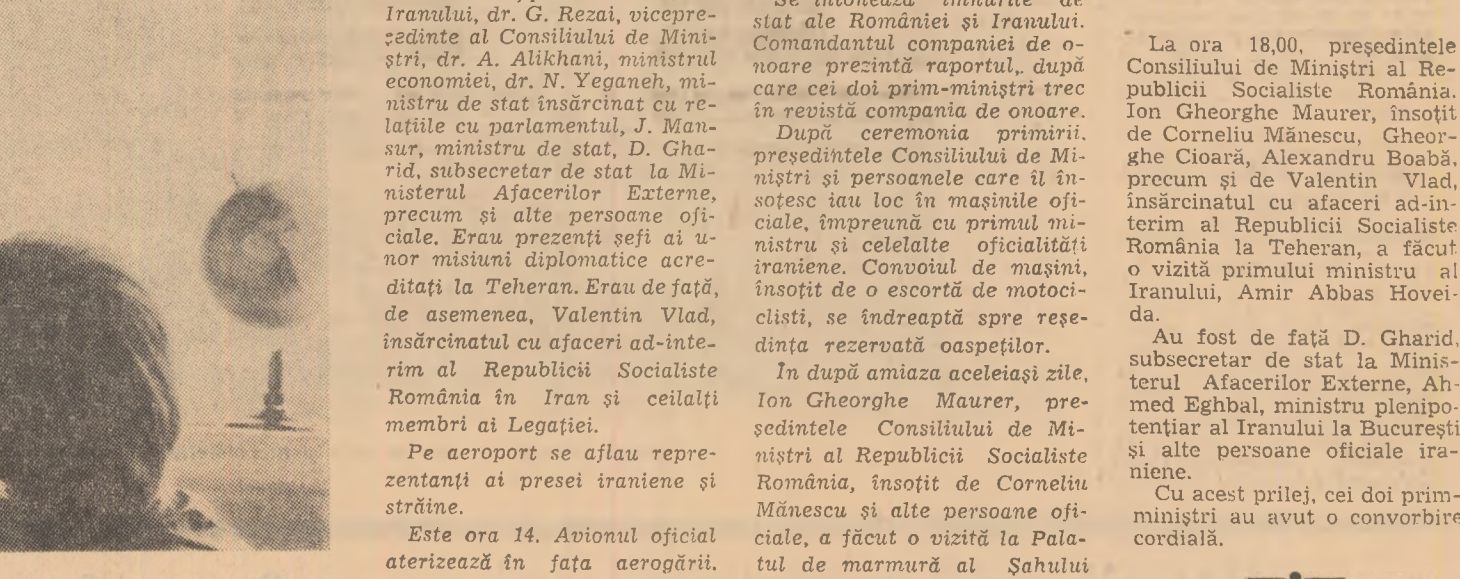 Iranului, dr. G. Rezai, vicepre-
ședinte al Consiliului de Mini-
ștri, dr. A. Alikhani, ministrul
economiei, dr. N. Yeganeh, mi-
nistru de stat însărcinat cu re-
lațiile cu parlamentul, J. Man-
sur, ministru de stat, D. Gha-
rid, subsecretar de stat la Mi-
nisterul Afacerilor Externe,
precum și alte persoane ofi-
ciale. Erau prezenți șefi ai u-
nor misiuni diplomatice acre-
ditați la Teheran. Erau de față,
de asemenea, Valentin Vlad,
însărcinatul cu afaceri ad-inte-
rim al Republicii Socialiste
România în Iran și ceilalți
membri ai Legației.
Pe aeroport se aflau repre-
zentanți ai presei iraniene și
străine.
Este ora 14. Avionul oficial
aterizează în fața aerogării.
Se intonează imnurile de
stat ale României și Iranului.
Comandantul companiei de o-
noare prezintă raportul, după
care cei doi prim-miniștri trec
în revistă compania de onoare.
După ceremonia primirii,
președintele Consiliului de Mi-
niștri și persoanele care îl în-
soțesc iau loc în mașinile ofi-
ciale, împreună cu primul mi-
nistru și celelalte oficialități
iraniene. Convoiul de mașini,
însoțit de o escortă de motoci-
cliști, se îndreaptă spre reșe-
dința rezervată oaspeților.
În după amiaza aceleiași zile,
Ion Gheorghe Maurer, pre-
ședintele Consiliului de Mi-
niștri al Republicii Socialiste
România, însoțit de Corneliu
Mănescu și alte persoane ofi-
ciale, a făcut o vizită la Pala-
tul de marmură al Șahului
La ora 18,00, președintele
Consiliului de Miniștri al Re-
publicii Socialiste România.
Ion Gheorghe Maurer, însoțit
de Corneliu Mănescu, Gheor-
ghe Cioară, Alexandru Boabă,
precum și de Valentin Vlad,
însărcinatul cu afaceri ad-in-
terim al Republicii Socialiste
România la Teheran, a făcut
o vizită primului ministru al
Iranului, Amir Abbas Hovei-
da.
Au fost de față D. Gharid,
subsecretar de stat la Minis-
terul Afacerilor Externe, Ah-
med Eghbal, ministru plenipo-
tențiar al Iranului la București
și alte persoane oficiale ira-
niene.
Cu acest prilej, cei doi prim-
miniștri au avut o convorbire
cordială.